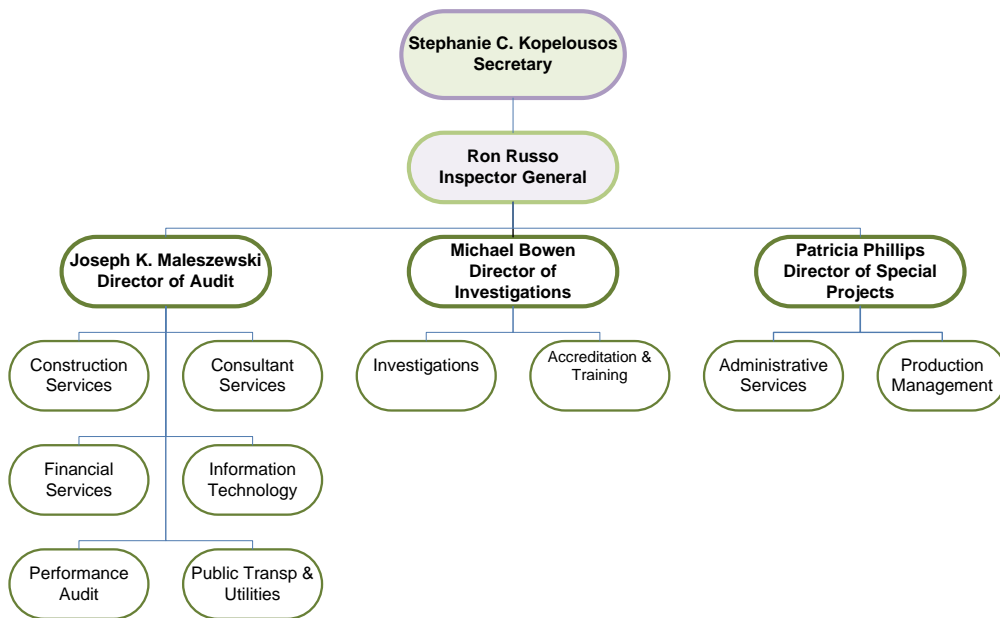 Stephanie C. Kopelousos
Secretary
Ron Russo
Inspector General
Joseph K. Maleszewski
Director of Audit
Michael Bowen
Director of
Investigations
Patricia Phillips
Director of Special
Projects
Construction
Services
Consultant
Services
Investigations
Accreditation &
Training
Administrative
Services
Production
Management
Financial
Services
Information
Technology
Performance
Audit
Public Transp &
Utilities